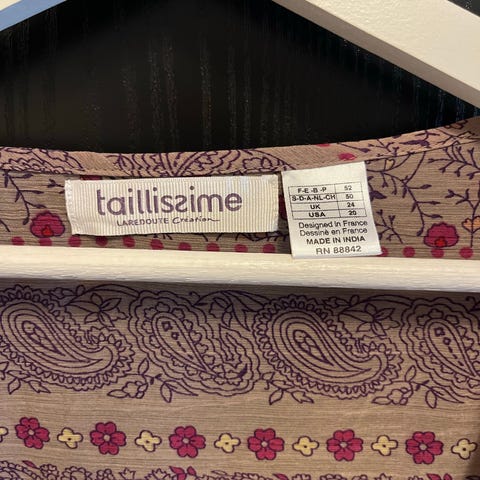 taillissime
LAREDOUTE Création
F-E-B-P 52
S-D-A-NL-CH 50
UK 24
USA 20
Designed in France
Dessiné en France
MADE IN INDIA
RN 88842